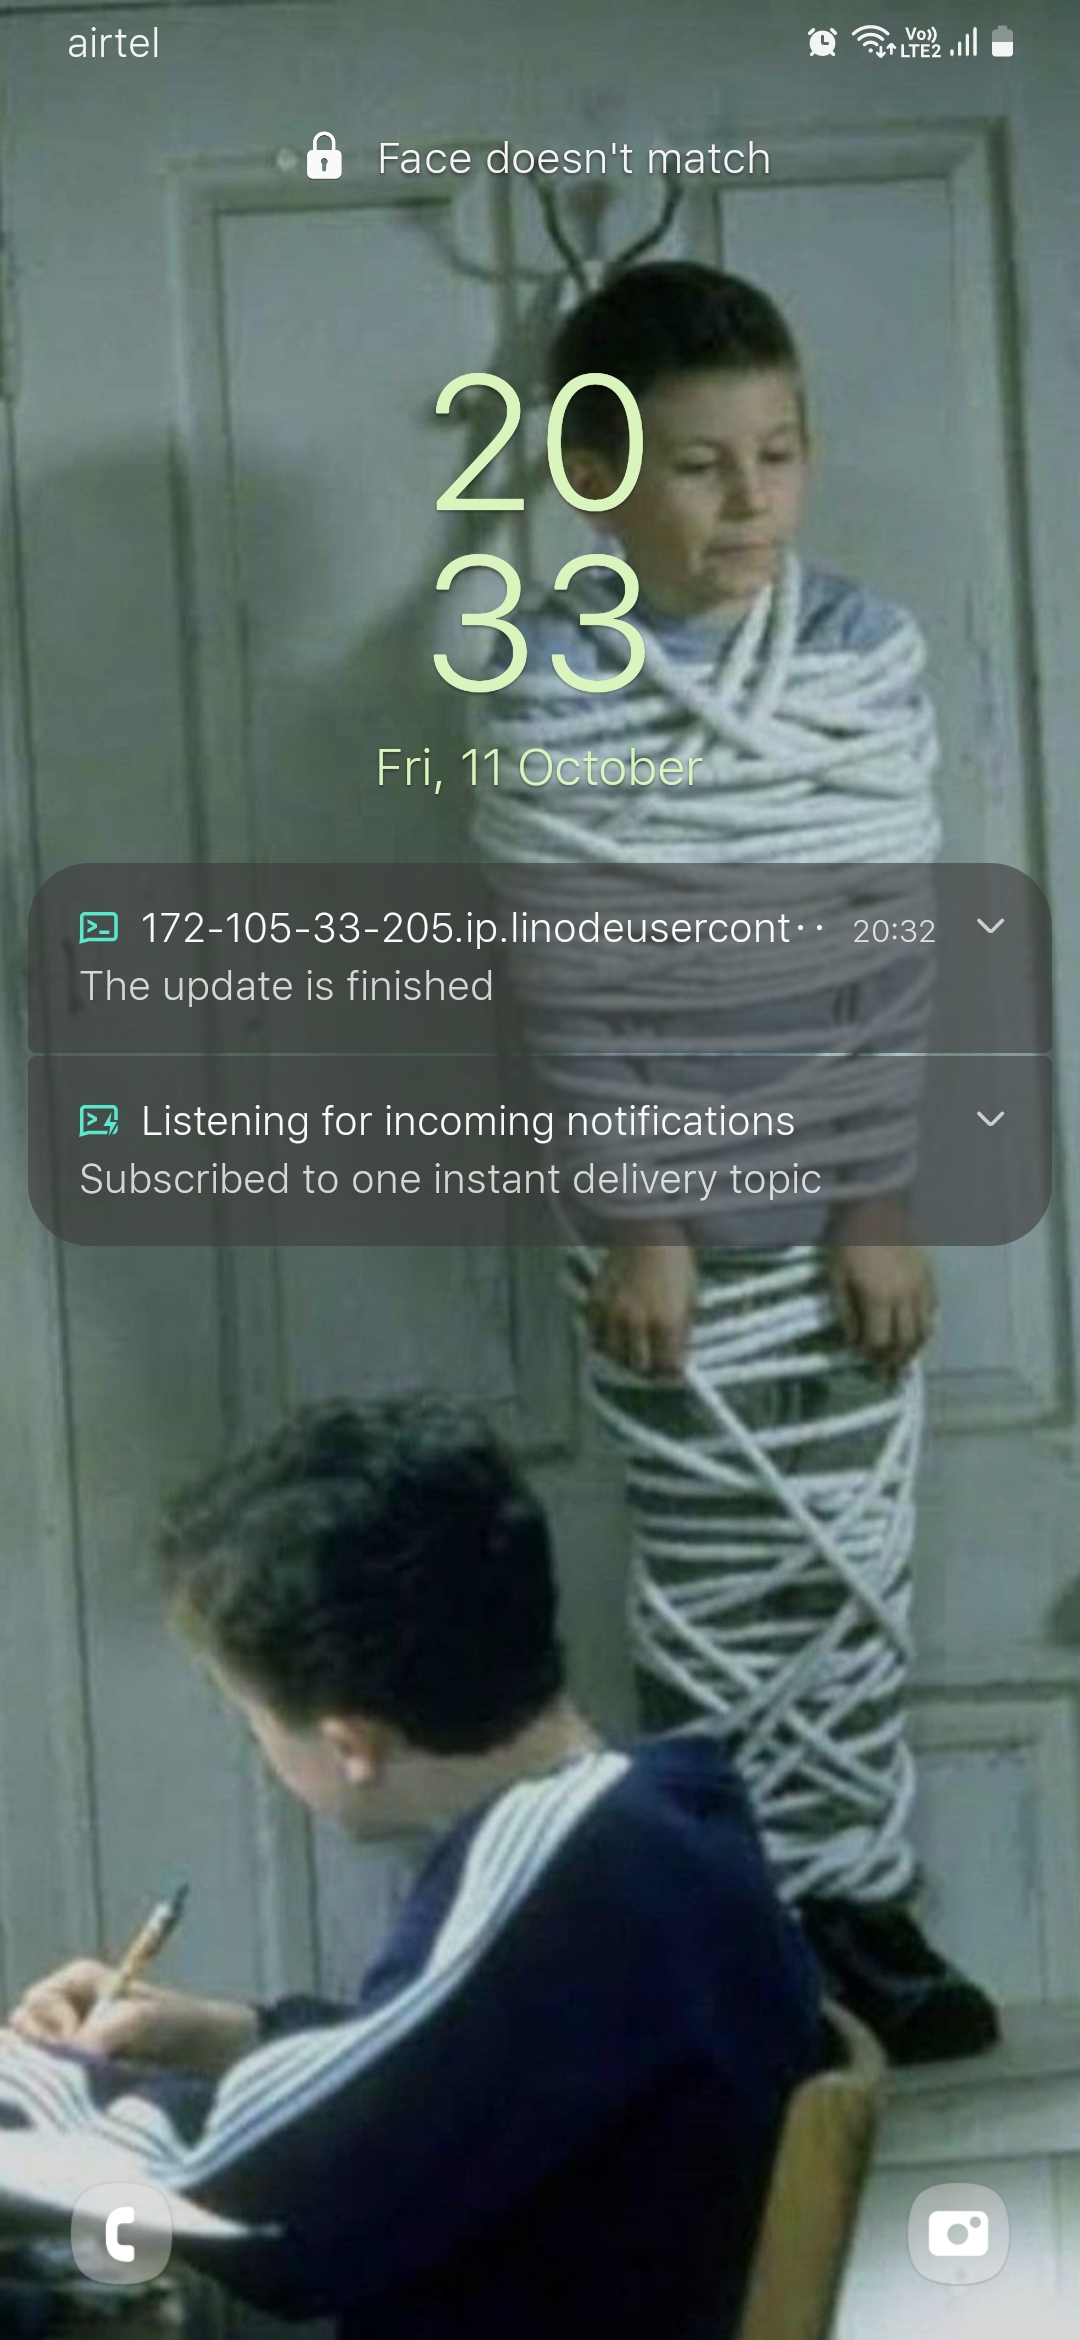 airtel
Vo))
LTE2
Face doesn't match
20
33
Fri, 11 October
172-105-33-205.ip.linodeusercont··
20:32
The update is finished
Listening for incoming notifications
Subscribed to one instant delivery topic